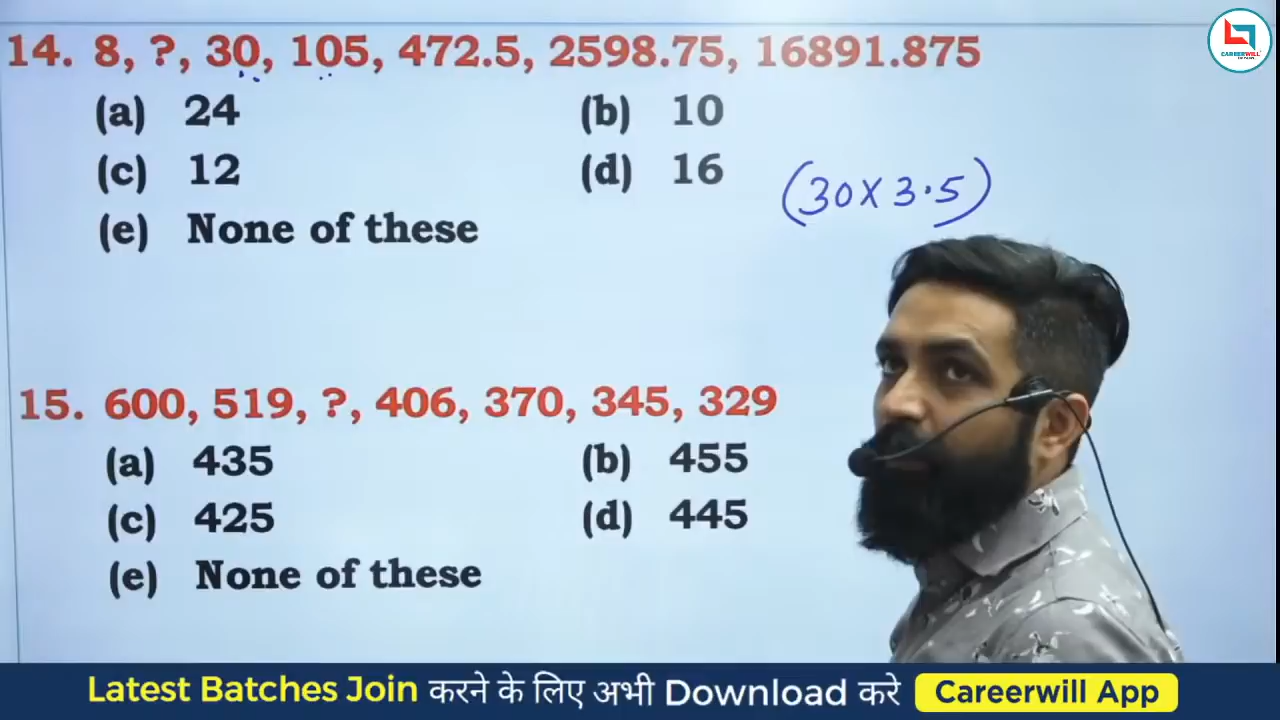 14. 8, ?, 30, 105, 472.5, 2598.75, 16891.875
(a) 24 (b) 10
(c) 12 (d) 16
(30 X 3.5)
(e) None of these
15. 600, 519, ?, 406, 370, 345, 329
(a) 435 (b) 455
(c) 425 (d) 445
(e) None of these
Latest Batches Join करने के लिए अभी Download करे Careerwill App
CAREERWILL